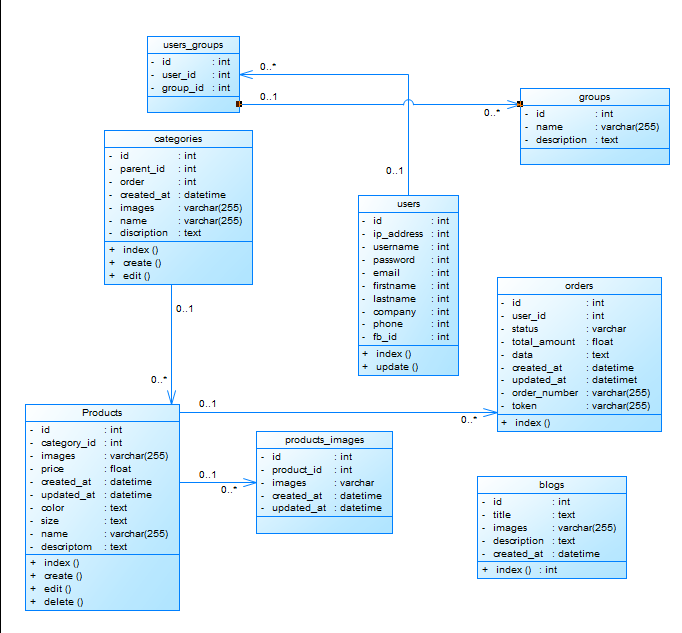 users_groups
- id : int
- user_id : int
- group_id : int
0..*
0..1
groups
- id : int
- name : varchar(255)
- description : text
0..*
categories
- id : int
- parent_id : int
- order : int
- created_at : datetime
- images : varchar(255)
- name : varchar(255)
- discription : text
+ index ()
+ create ()
+ edit ()
0..1
users
- id : int
- ip_address : int
- username : int
- password : int
- email : int
- firstname : int
- lastname : int
- company : int
- phone : int
- fb_id : int
+ index ()
+ update ()
orders
- id : int
- user_id : int
- status : varchar
- total_amount : float
- data : text
- created_at : datetime
- updated_at : datetimet
- order_number : varchar(255)
- token : varchar(255)
+ index ()
0..1
0..*
0..1
0..*
Products
- id : int
- category_id : int
- images : varchar(255)
- price : float
- created_at : datetime
- updated_at : datetime
- color : text
- size : text
- name : varchar(255)
- descriptom : text
+ index ()
+ create ()
+ edit ()
+ delete ()
0..1
0..*
products_images
- id : int
- product_id : int
- images : varchar
- created_at : datetime
- updated_at : datetime
blogs
- id : int
- title : text
- images : varchar(255)
- description : text
- created_at : datetime
+ index () : int